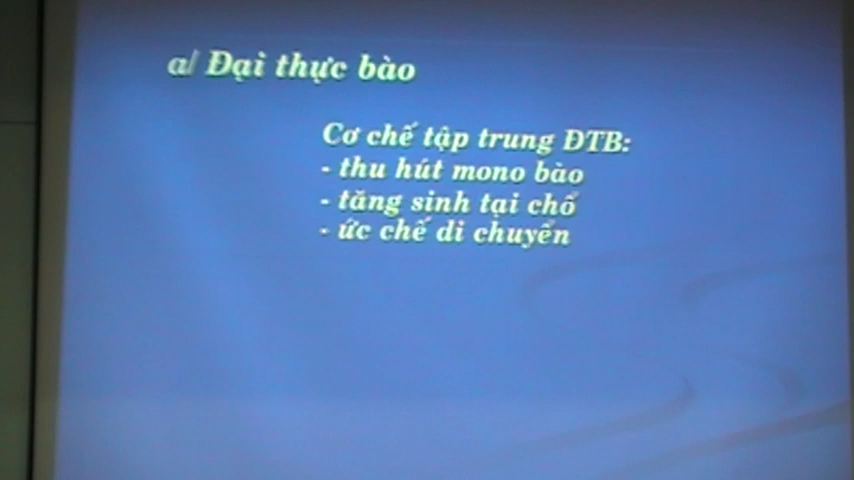 a/ Đại thực bào
Cơ chế tập trung ĐTB:
- thu hút mono bào
- tăng sinh tại chổ
- ức chế di chuyển